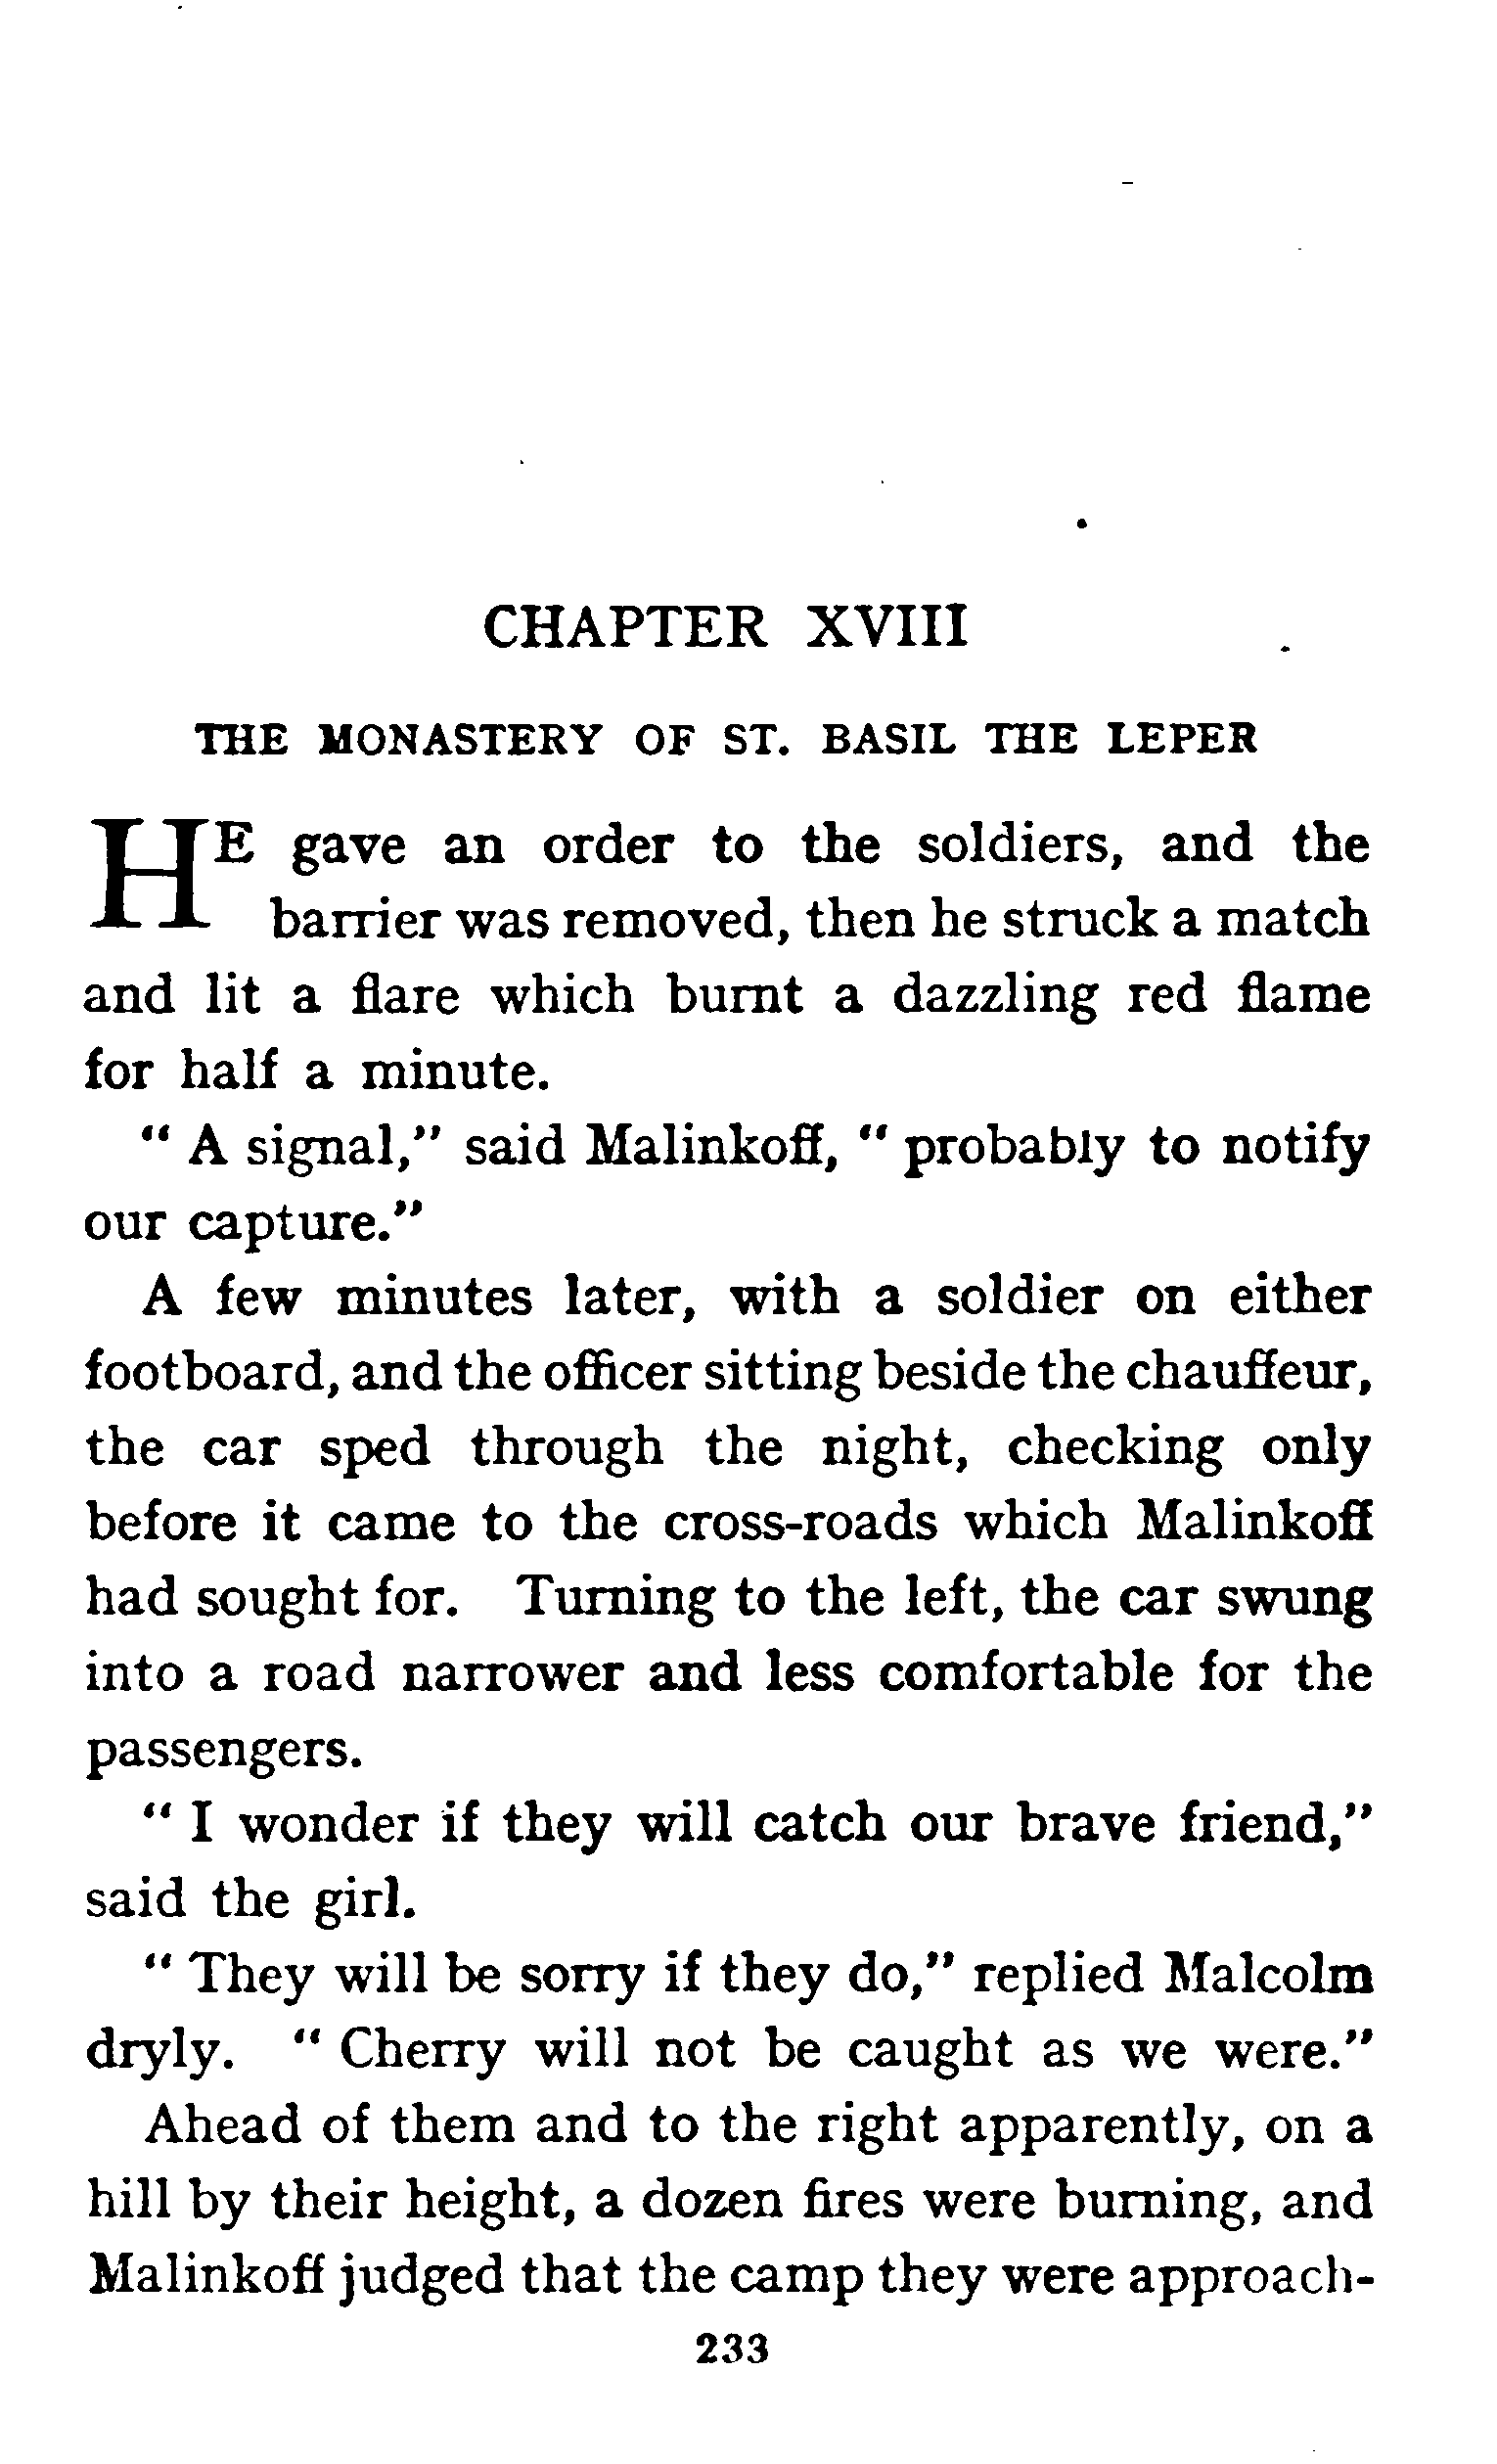 CHAPTER XVIII
THE MONASTERY OF ST. BASIL THE LEPER
HE gave an order to the soldiers, and the
barrier was removed, then he struck a match
and lit a flare which burnt a dazzling red flame
for half a minute.
" A signal," said Malinkoff, " probably to notify
our capture."
A few minutes later, with a soldier on either
footboard, and the officer sitting beside the chauffeur,
the car sped through the night, checking only
before it came to the cross-roads which Malinkoff
had sought for. Turning to the left, the car swung
into a road narrower and less comfortable for the
passengers.
" I wonder if they will catch our brave friend,"
said the girl.
" They will be sorry if they do," replied Malcolm
dryly. " Cherry will not be caught as we were."
Ahead of them and to the right apparently, on a
hill by their height, a dozen fires were burning, and
Malinkoff judged that the camp they were approach-
233